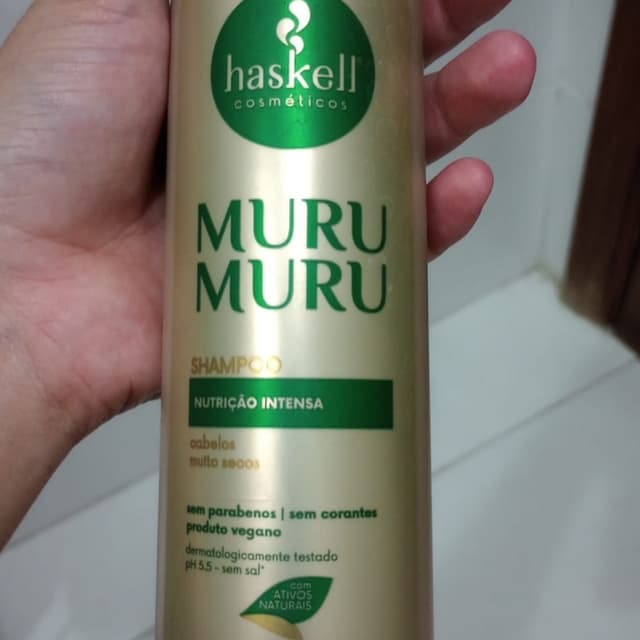 haskell
cosméticos
MURU
MURU
SHAMPOO
NUTRIÇÃO INTENSA
cabelos
muito secos
sem parabenos | sem corantes
produto vegano
dermatologicamente testado
pH 5.5 - sem sal*
com
ATIVOS
NATURAIS